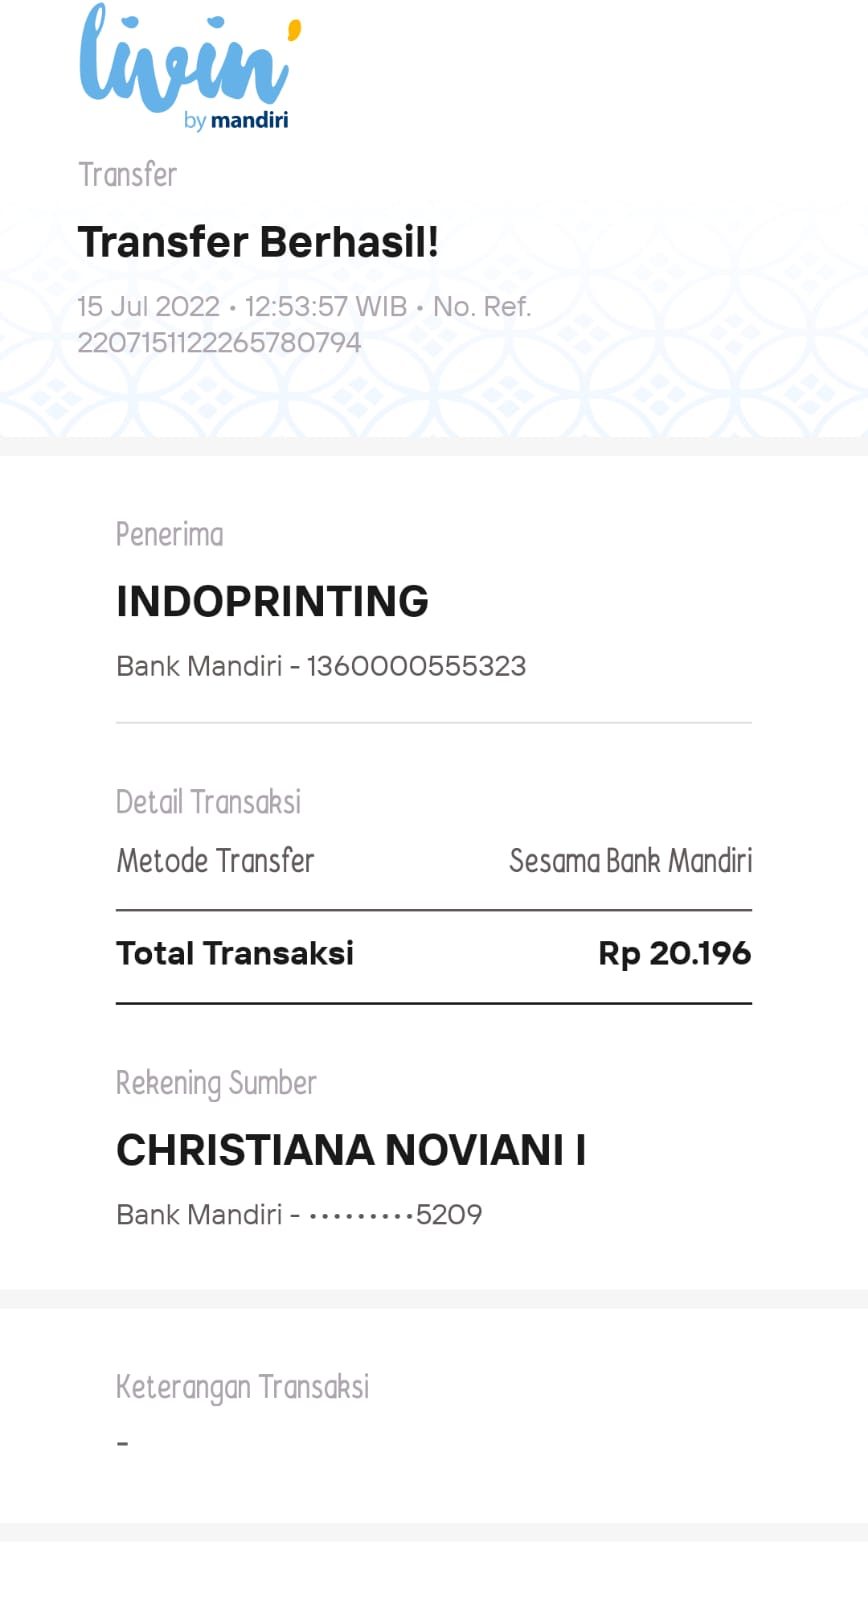 livin'
by mandiri
Transfer
Transfer Berhasil!
15 Jul 2022 • 12:53:57 WIB • No. Ref.
2207151122265780794
Penerima
INDOPRINTING
Bank Mandiri - 1360000555323
Detail Transaksi
Metode Transfer Sesama Bank Mandiri
Total Transaksi Rp 20.196
Rekening Sumber
CHRISTIANA NOVIANI I
Bank Mandiri - •••••••••5209
Keterangan Transaksi
-